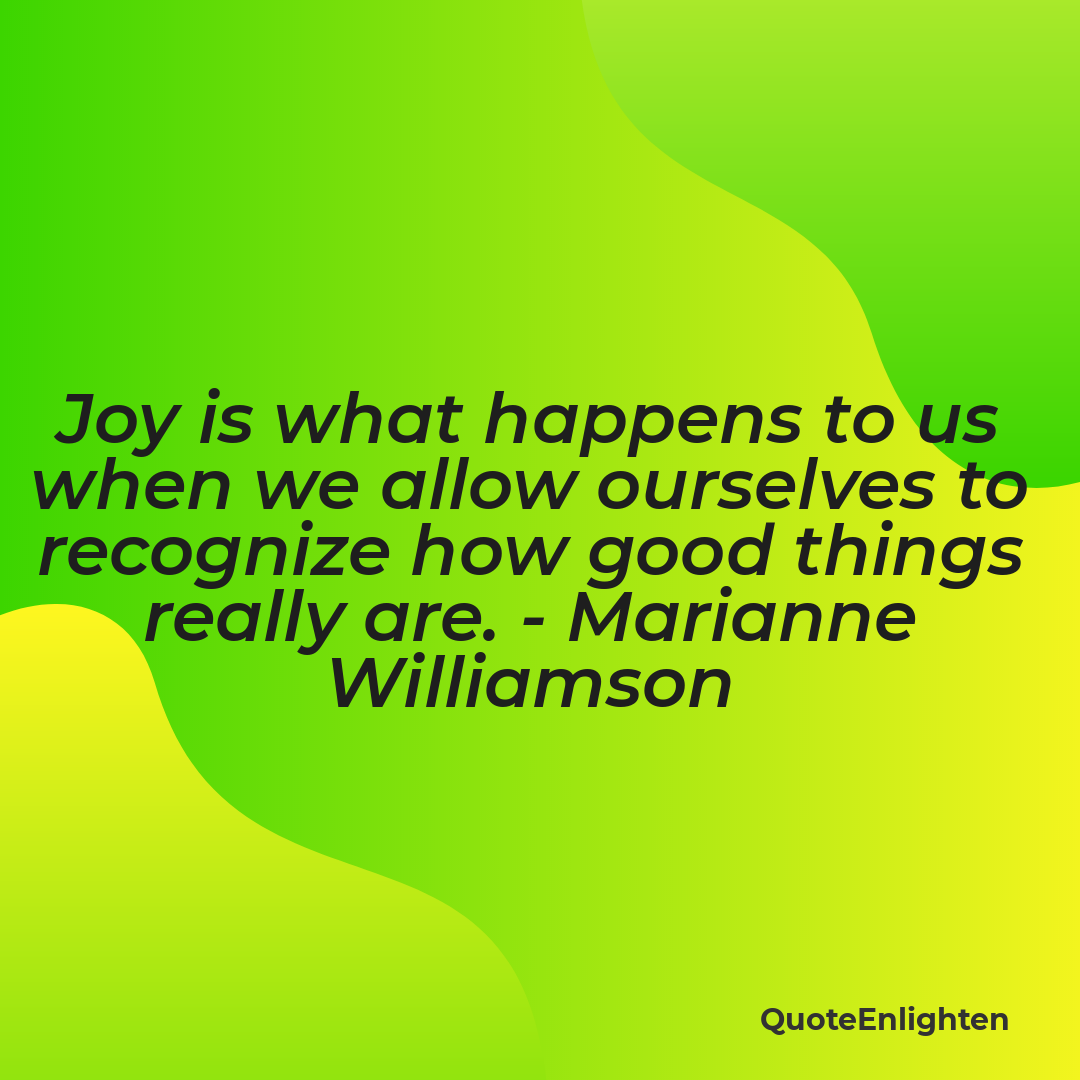 Joy is what happens to us
when we allow ourselves to
recognize how good things
really are. - Marianne
Williamson
QuoteEnlighten